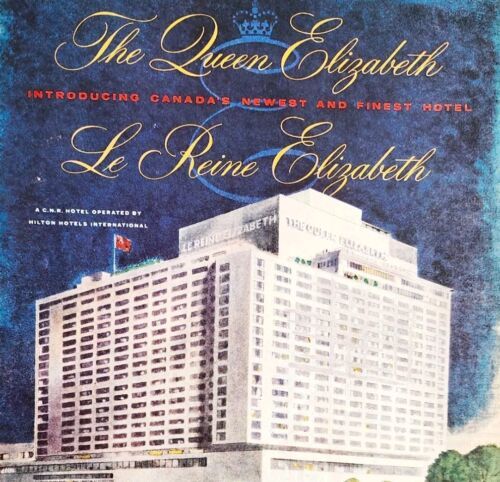 The Queen Elizabeth
INTRODUCING CANADA'S NEWEST AND FINEST HOTEL
Le Reine Elizabeth
A C.N.R. HOTEL OPERATED BY
HILTON HOTELS INTERNATIONAL
LE REINE ELIZABETH
THE QUEEN ELIZABETH